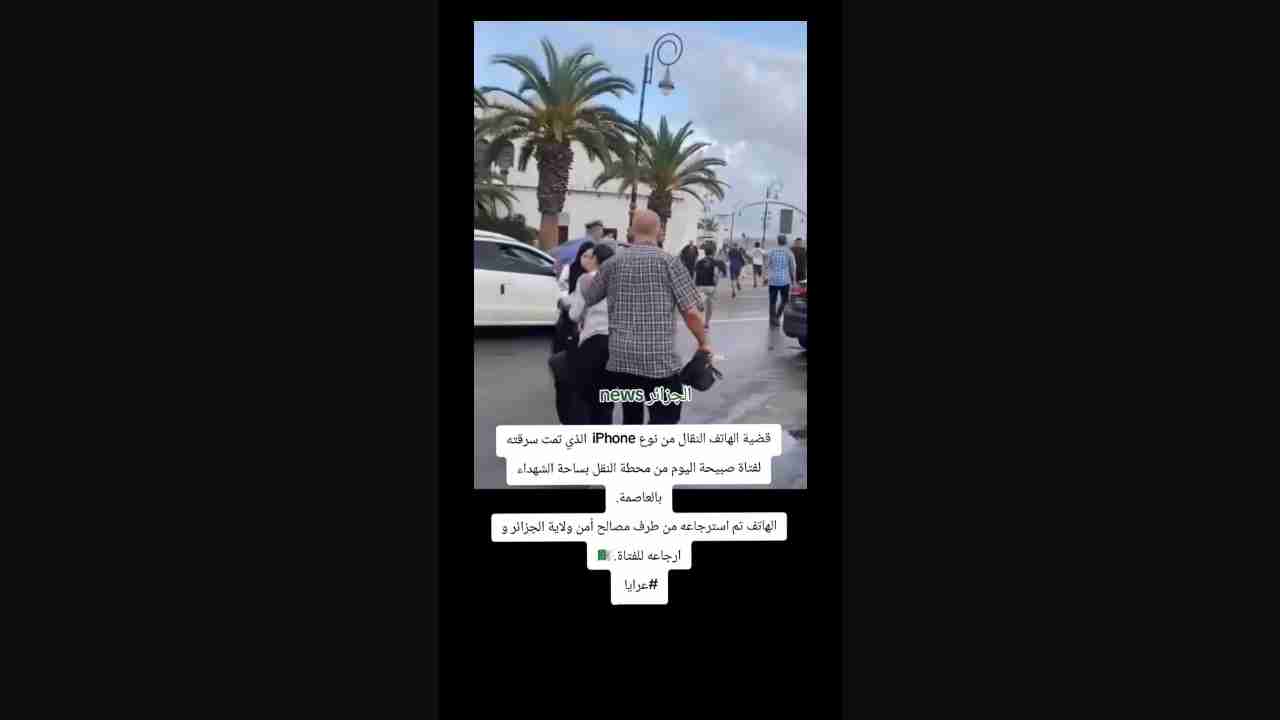 الجزائر news
قضية الهاتف النقال من نوع iPhone الذي تمت سرقته
لفتاة صبيحة اليوم من محطة النقل بساحة الشهداء
بالعاصمة.
الهاتف تم استرجاعه من طرف مصالح أمن ولاية الجزائر و
ارجاعه للفتاة. 🇩🇿
#عرايا